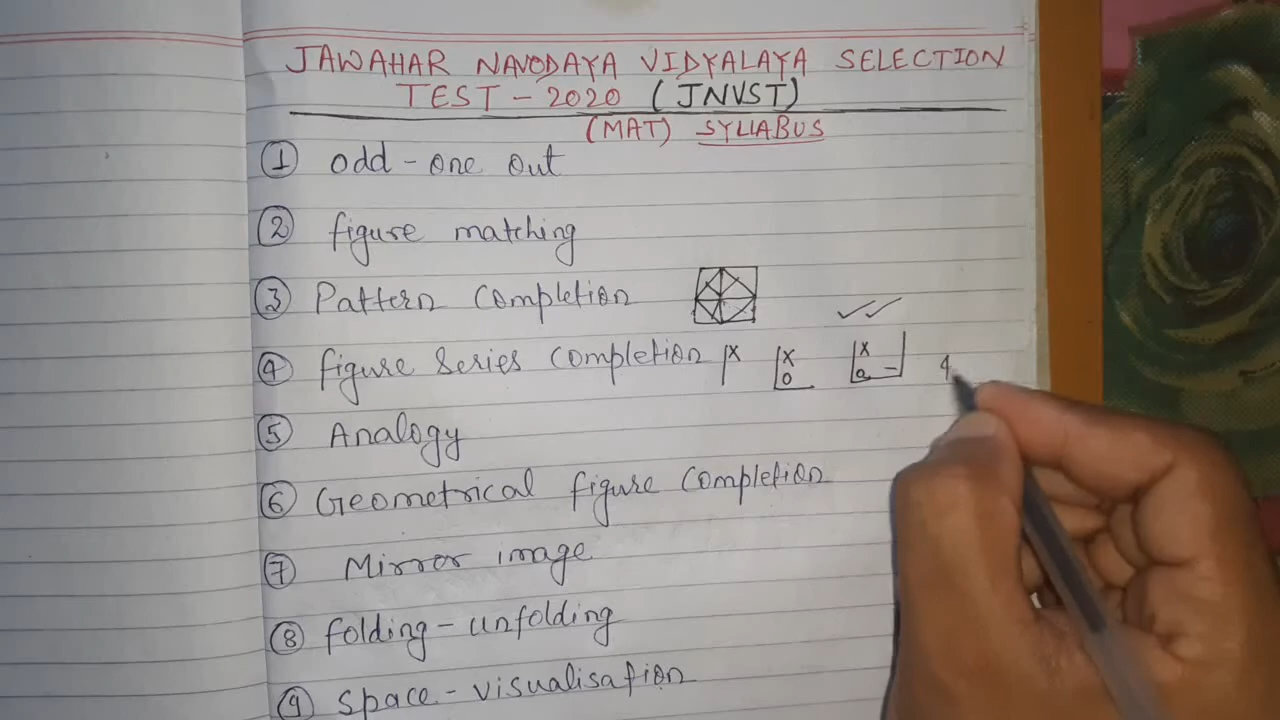 JAWAHAR NAVODAYA VIDYALAYA SELECTION
TEST-2020 (JNVST)
(MAT) SYLLABUS
1 odd-one out
2 figure matching
3 Pattern Completion
4 figure Series Completion X X O X O -
5 Analogy
6 Geometrical figure Completion
7 Mirror image
8 folding-unfolding
9 Space-visualisation